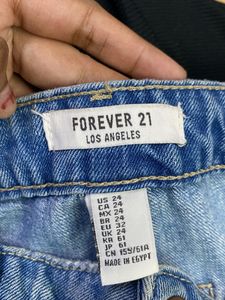 FOREVER 21
LOS ANGELES
US 24
CA 24
MX 24
BR 24
EU 32
UK 24
KR 61
JP 61
CN 155/61A
MADE IN EGYPT